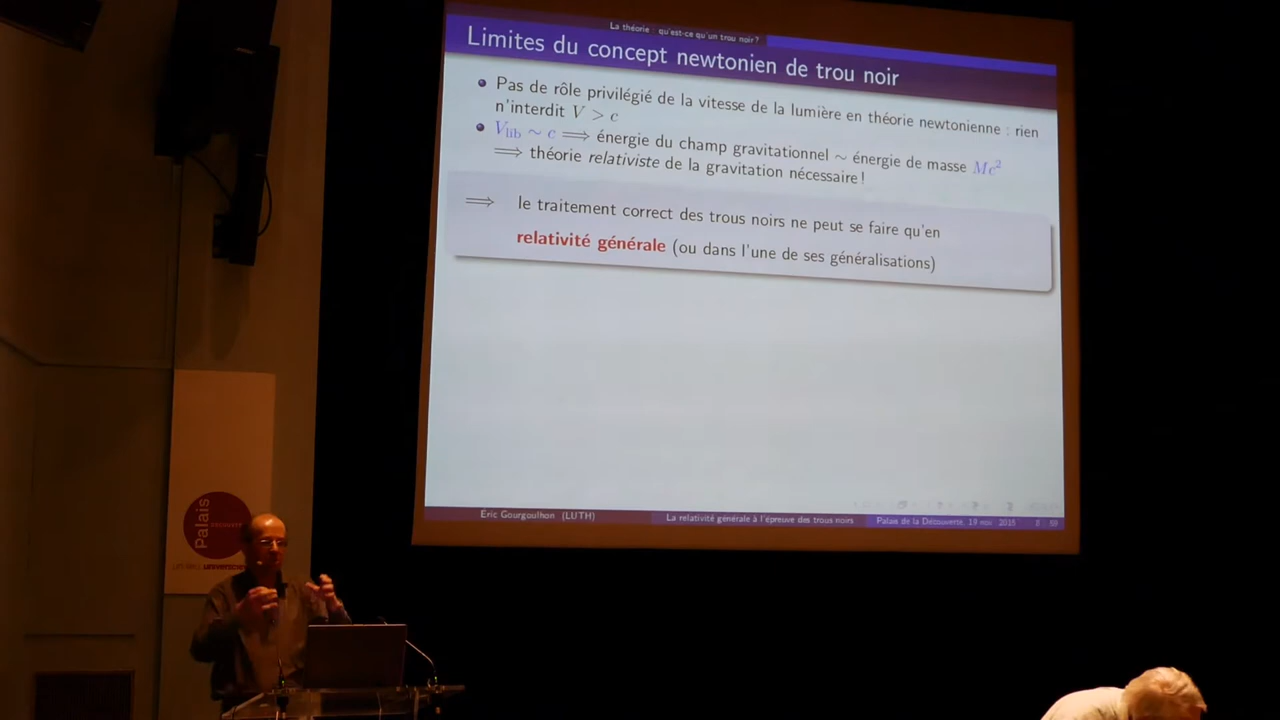 La théorie : qu'est-ce qu'un trou noir ?
Limites du concept newtonien de trou noir
Pas de rôle privilégié de la vitesse de la lumière en théorie newtonienne : rien
n'interdit V > c
V_lib ∼ c ⟹ énergie du champ gravitationnel ∼ énergie de masse Mc²
⟹ théorie relativiste de la gravitation nécessaire !
⟹ le traitement correct des trous noirs ne peut se faire qu'en
relativité générale (ou dans l'une de ses généralisations)
Éric Gourgoulhon (LUTH)
La relativité générale à l'épreuve des trous noirs
Palais de la Découverte, 19 mai 2015
Palais
universcience